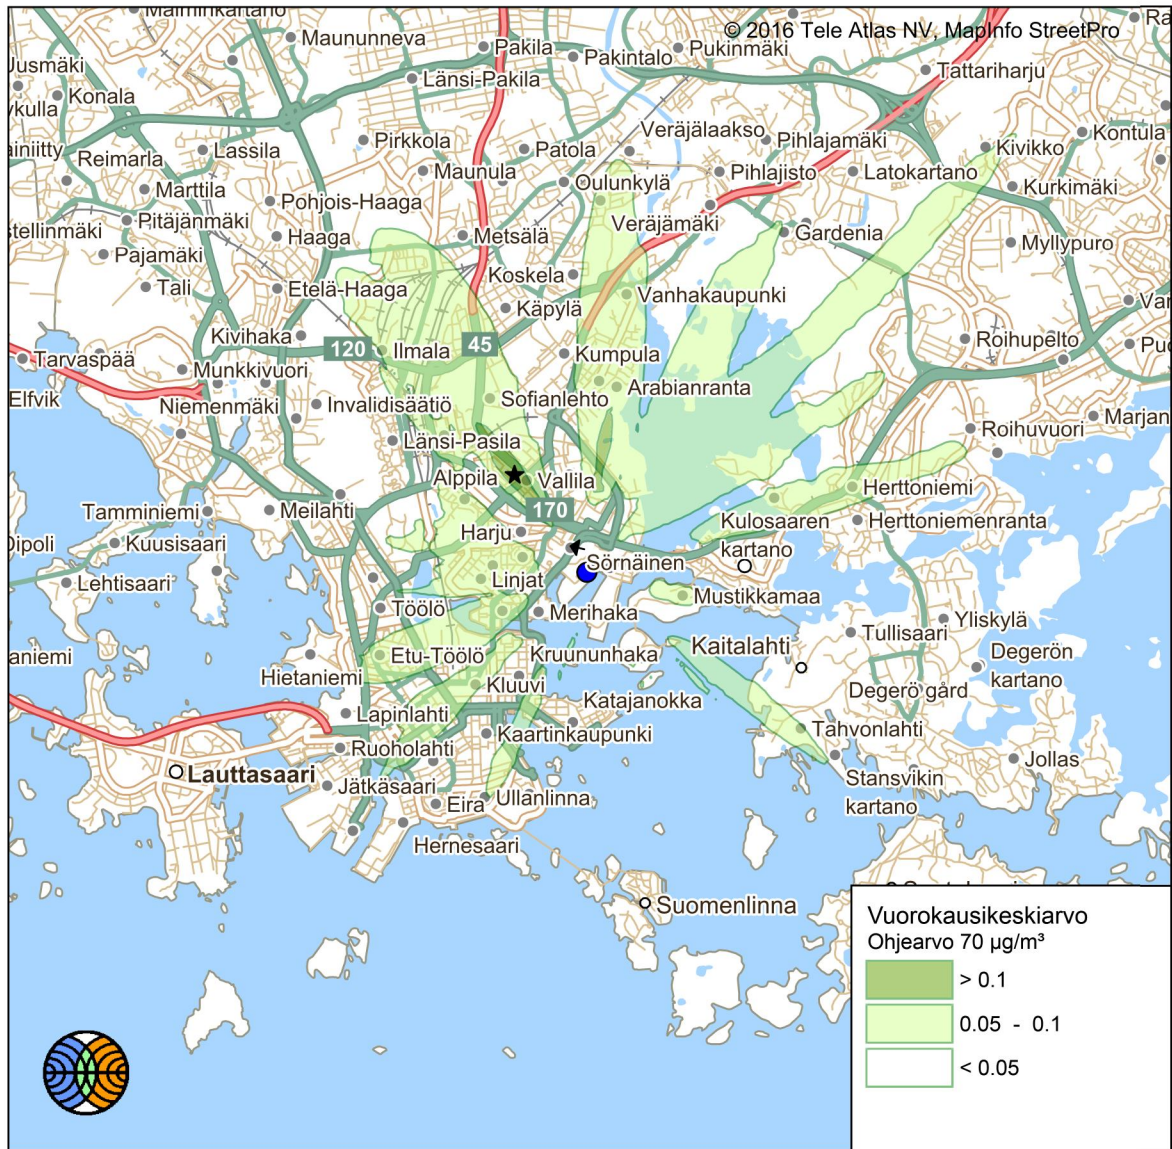 Malminkartano
© 2016 Tele Atlas NV, MapInfo StreetPro
Maununneva
Pakila
Pakintalo
Pukinmäki
Tattariharju
Länsi-Pakila
Konala
Reimarla
Lassila
Pirkkola
Patola
Veräjälaakso
Pihlajamäki
Kontula
Kivikko
Marttila
Maunula
Oulunkylä
Pihlajisto
Latokartano
Kurkimäki
Pohjois-Haaga
Pitäjänmäki
Haaga
Metsälä
Veräjämäki
Gardenia
Myllypuro
Pajamäki
Tali
Etelä-Haaga
Koskela
Käpylä
Vanhakaupunki
Kivihaka
120
Ilmala
45
Kumpula
Roihupelto
Tarvaspää
Munkkivuori
Arabianranta
Elfvik
Niemenmäki
Invalidisäätiö
Sofianlehto
Länsi-Pasila
Roihuvuori
Alppila
Vallila
Herttoniemi
Tamminiemi
Meilahti
170
Harju
Kulosaaren
kartano
Herttoniemenranta
Dipoli
Kuusisaari
Sörnäinen
Lehtisaari
Linjat
Mustikkamaa
Töölö
Merihaka
Yliskylä
Tullisaari
Etu-Töölö
Kruununhaka
Kaitalahti
Degerön
kartano
Hietaniemi
Kluuvi
Katajanokka
Degerö gård
Lapinlahti
Kaartinkaupunki
Tahvonlahti
Ruoholahti
Lauttasaari
Jätkäsaari
Eira
Ullanlinna
Stansvikin
kartano
Jollas
Hernesaari
Suomenlinna
Vuorokausikeskiarvo
Ohjearvo 70 µg/m³
> 0.1
0.05 - 0.1
< 0.05